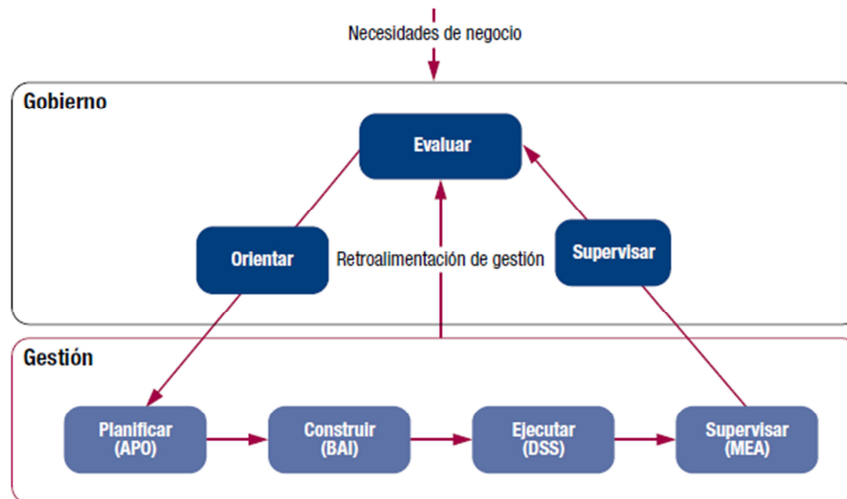 Necesidades de negocio
Gobierno
Evaluar
Orientar
Retroalimentación de gestión
Supervisar
Gestión
Planificar
(APO)
Construir
(BAI)
Ejecutar
(DSS)
Supervisar
(MEA)